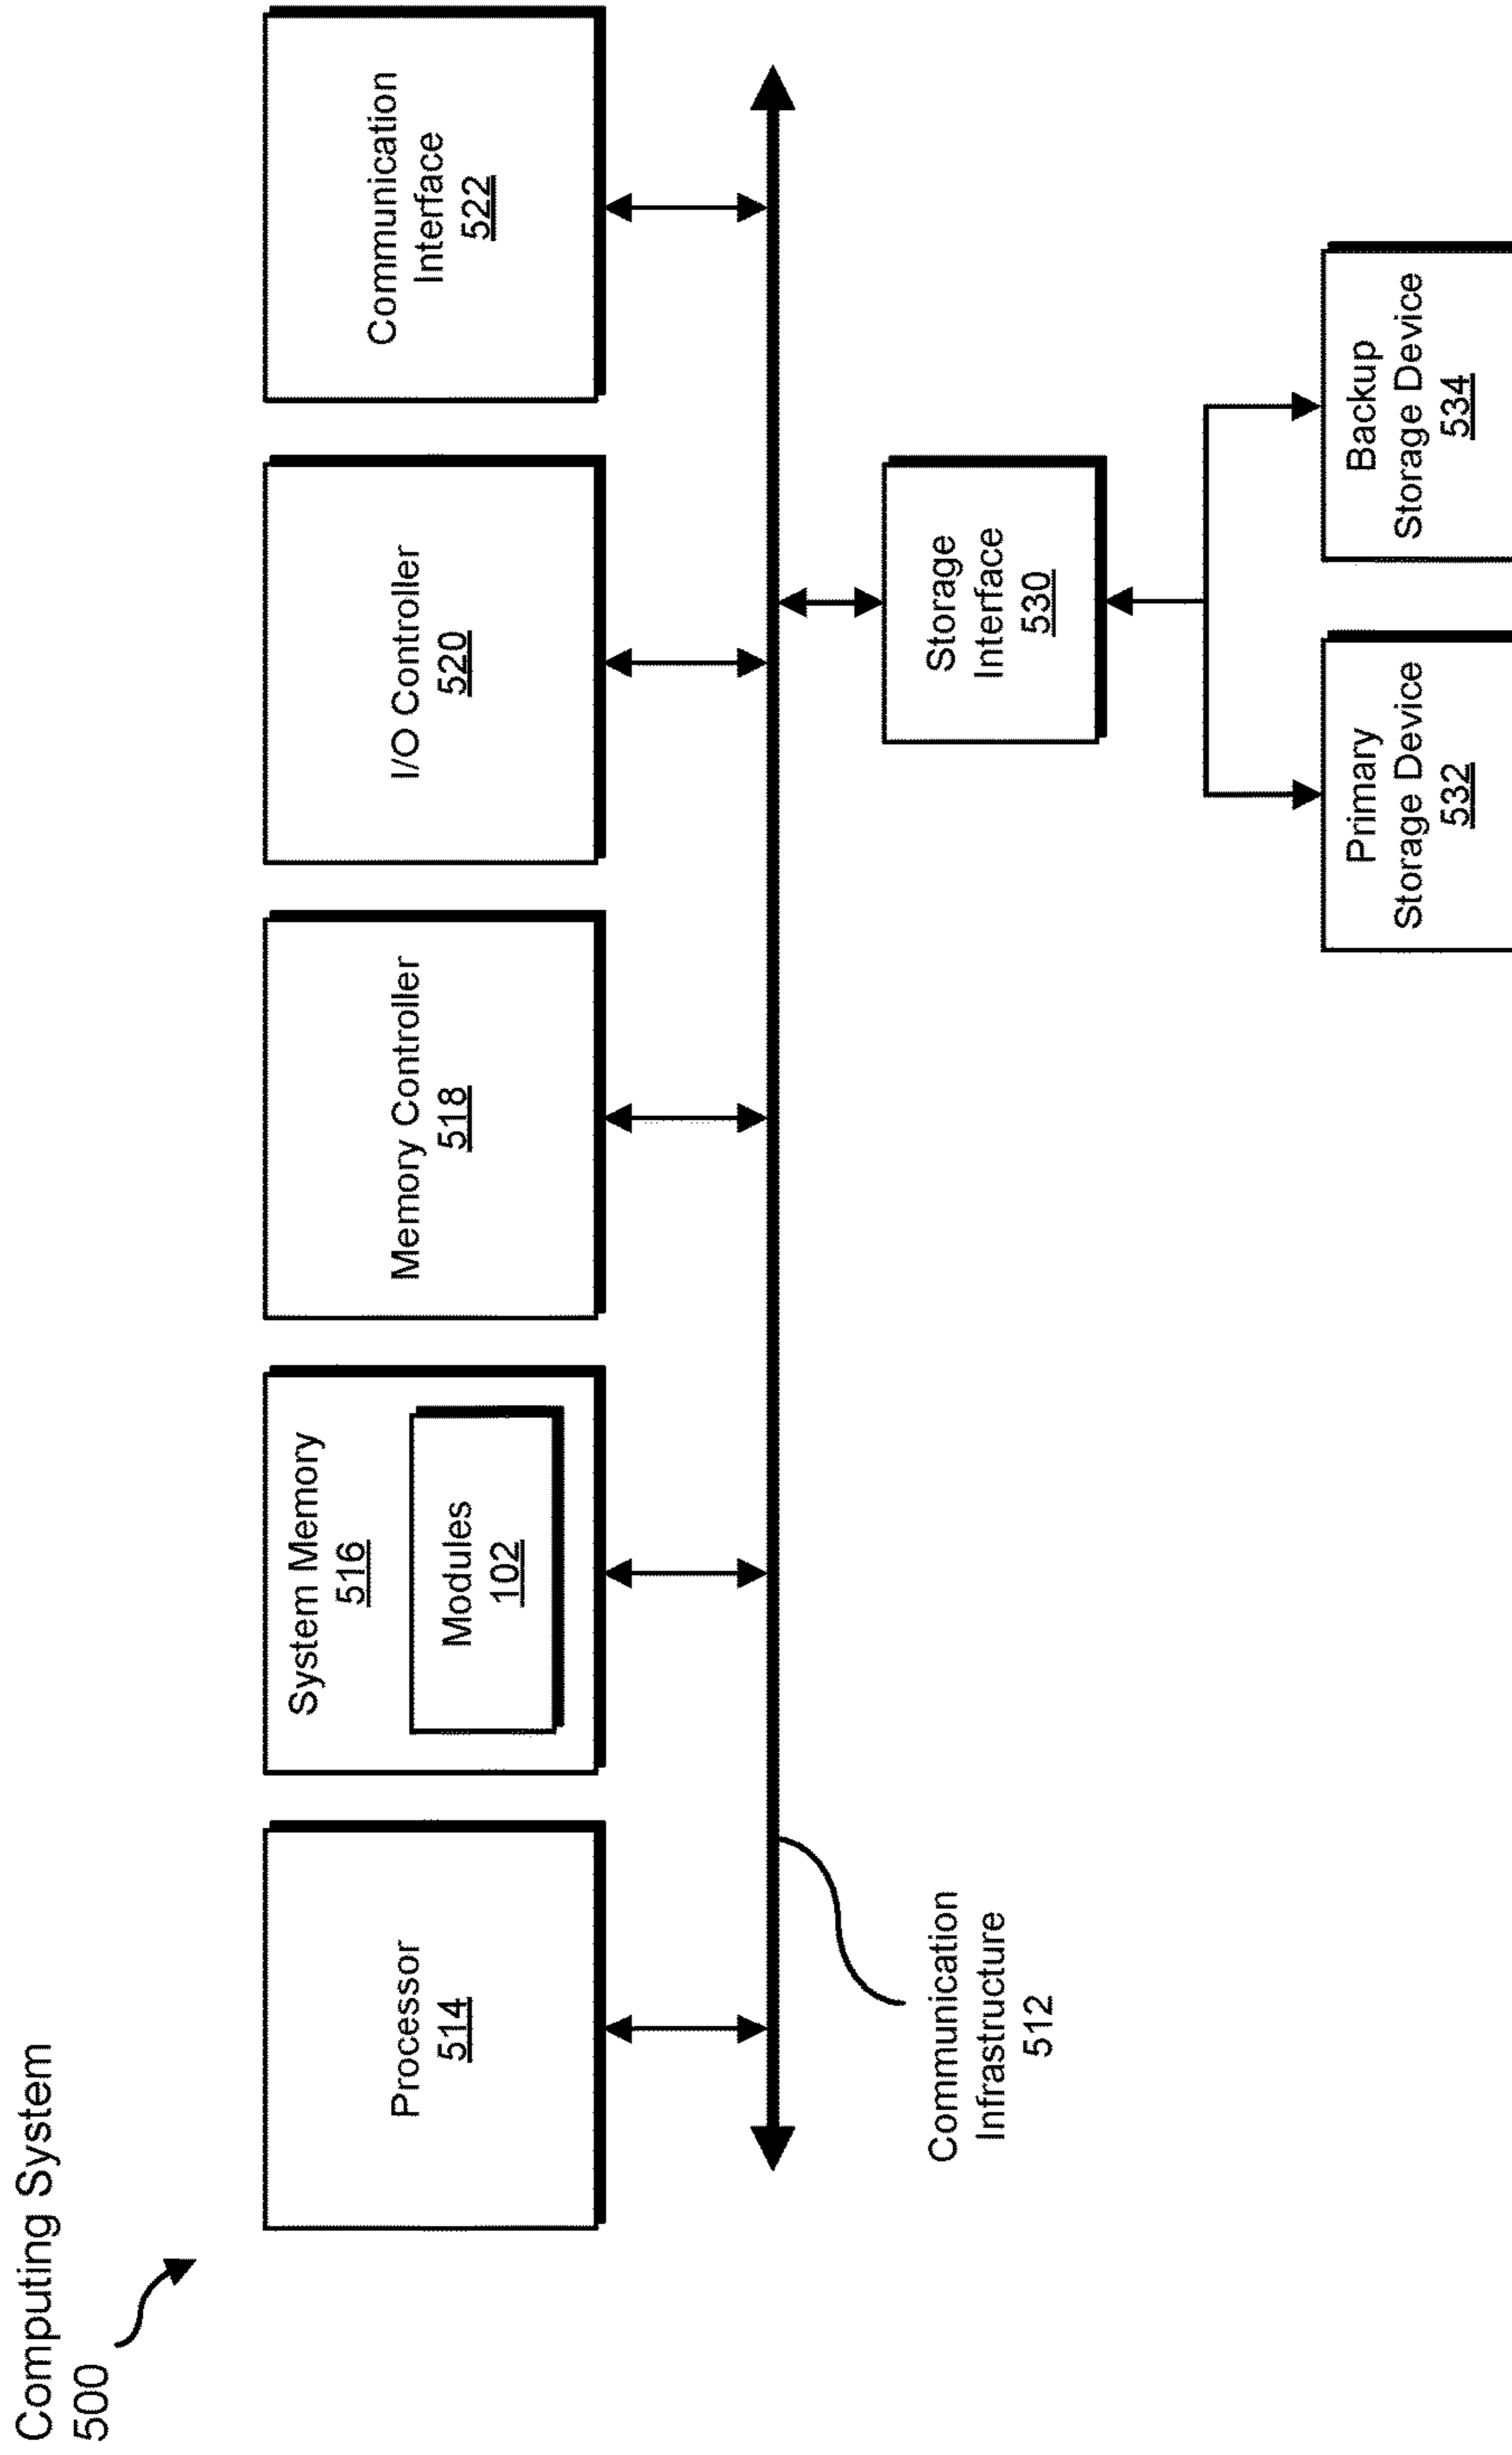 Computing System
500
Processor
514
System Memory
516
Modules
102
Memory Controller
518
I/O Controller
520
Communication
Interface
522
Communication
Infrastructure
512
Storage
Interface
530
Primary
Storage Device
532
Backup
Storage Device
534